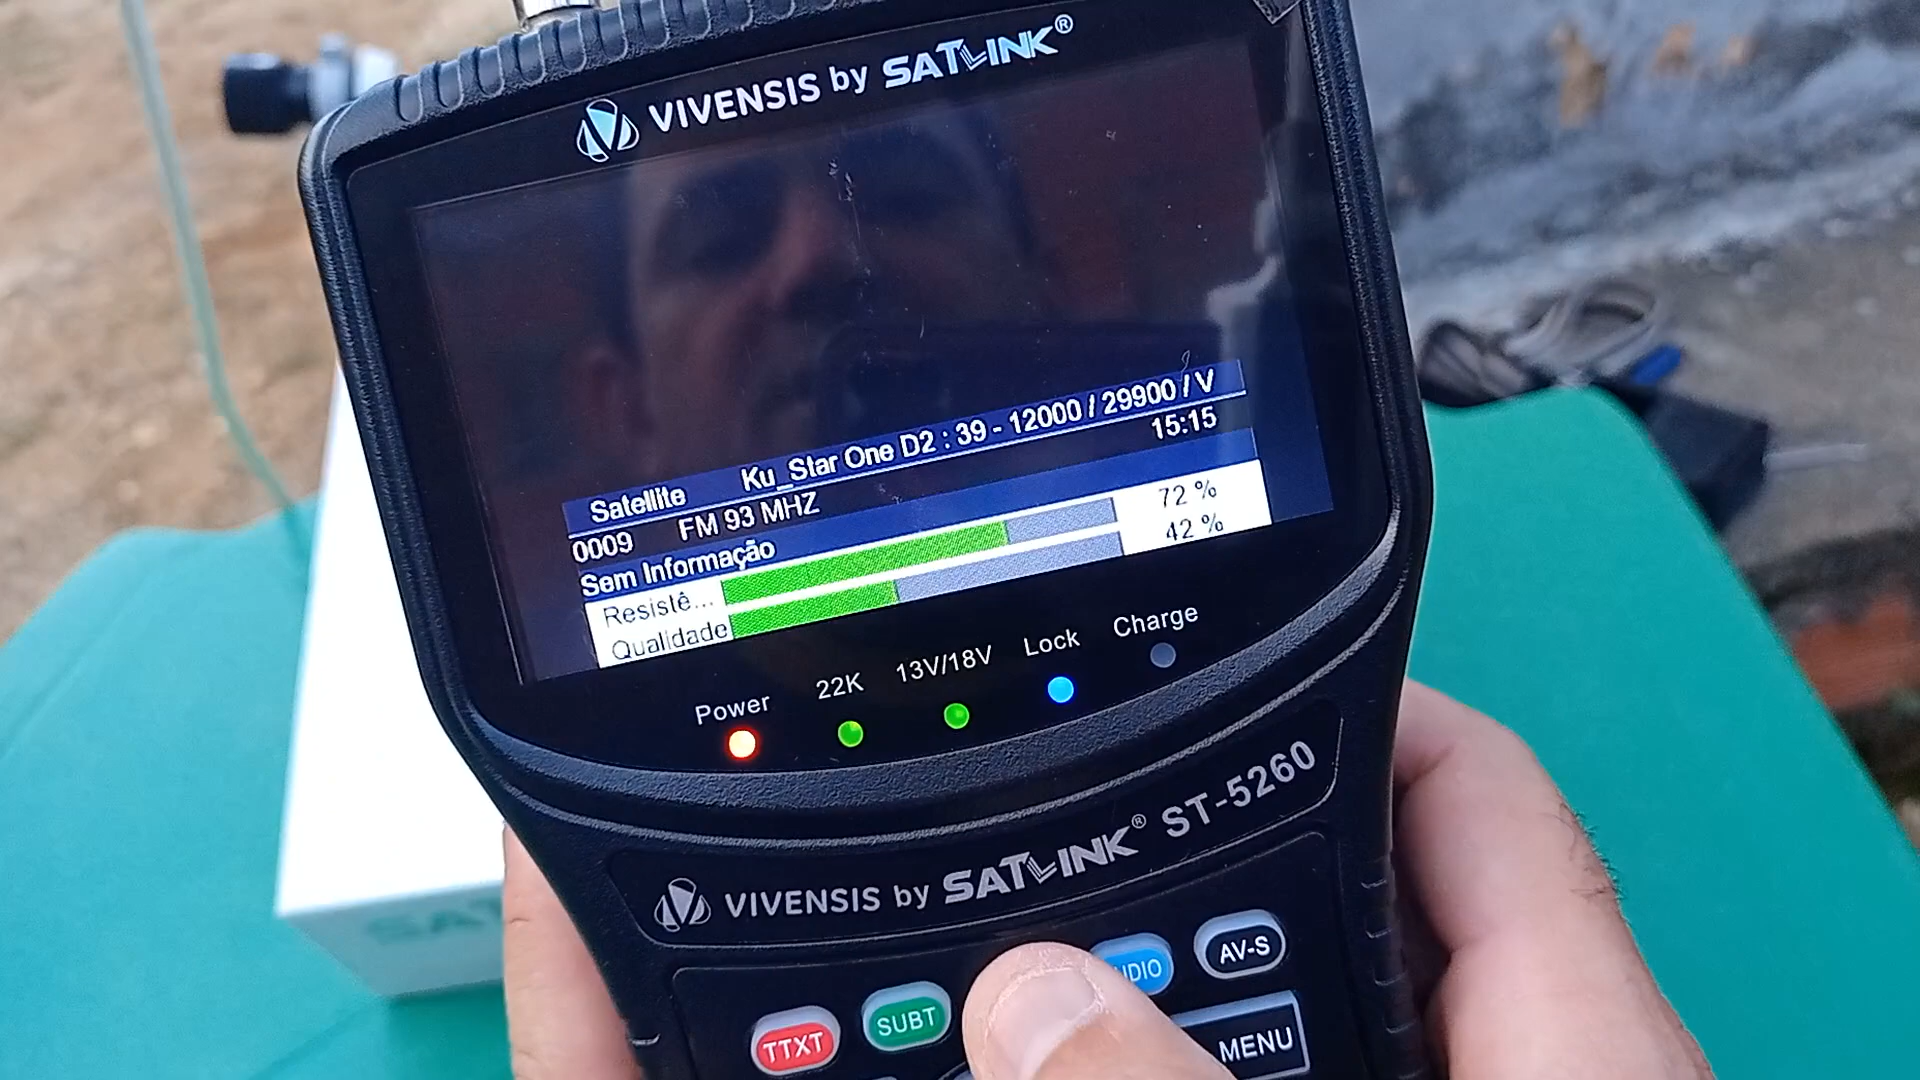 VIVENSIS by SATLINK®
Satellite Ku_Star One D2 : 39 - 12000 / 29900 / V
0009 FM 93 MHZ 15:15
Sem Informação
Resistê... 72 %
Qualidade 42 %
Power 22K 13V/18V Lock Charge
VIVENSIS by SATLINK® ST-5260
TTXT SUBT AV-S
MENU